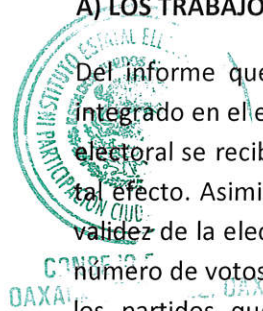 A) LOS TRABAJO
Del informe que
integrado en el e
electoral se recib
tal efecto. Asimi
validez de la elec
número de votos
los partidos que
OAXA